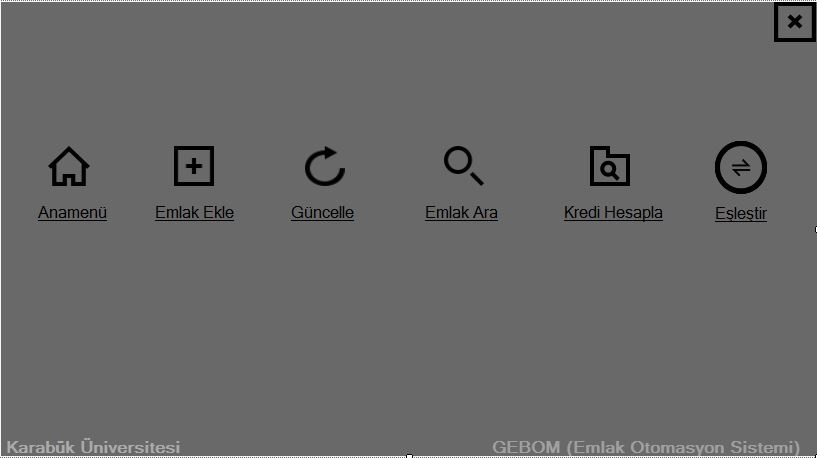 Anamenü
Emlak Ekle
Güncelle
Emlak Ara
Kredi Hesapla
Eşleştir
Karabük Üniversitesi
GEBOM (Emlak Otomasyon Sistemi)